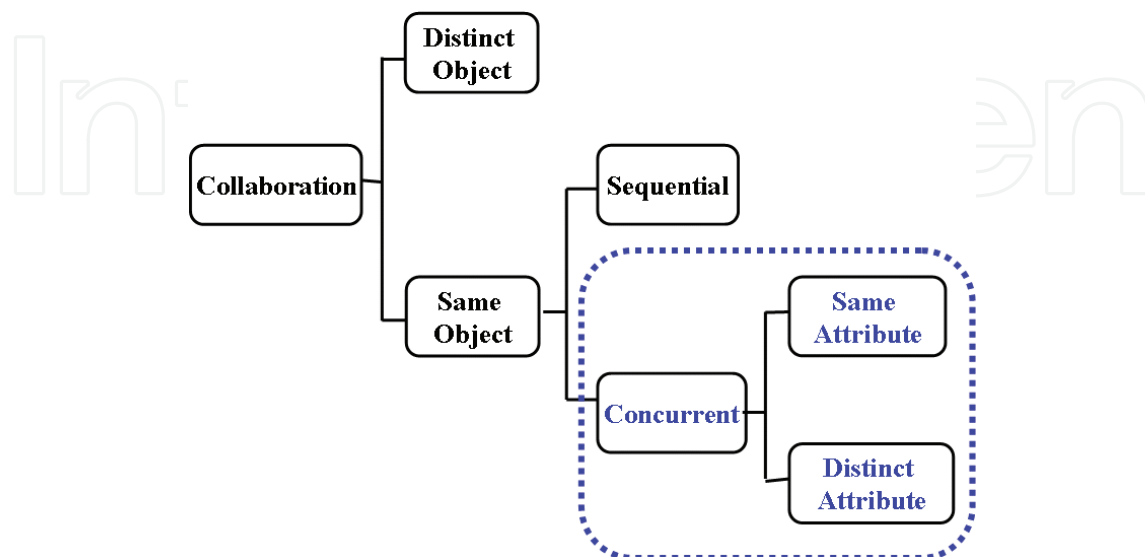 Distinct
Object
Collaboration
Sequential
Same
Object
Same
Attribute
Concurrent
Distinct
Attribute